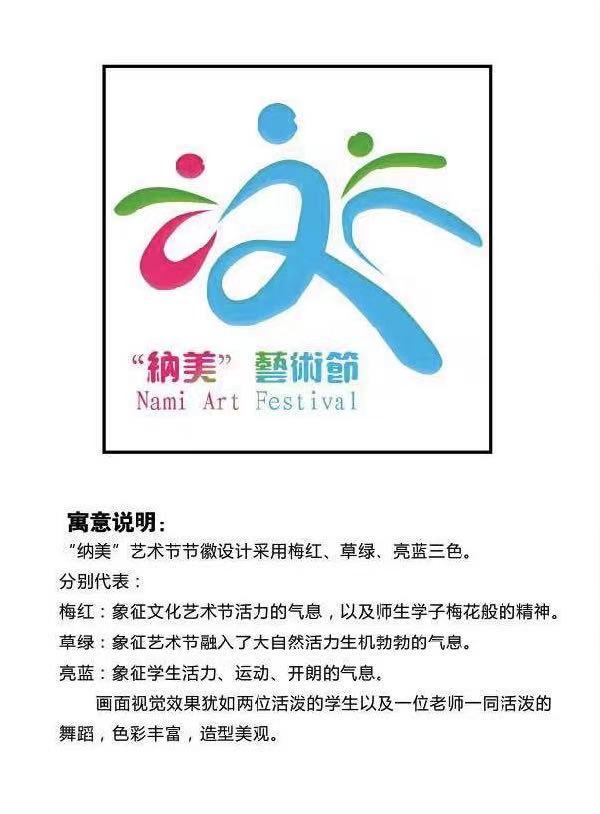 “納美”藝術節
Nami Art Festival
寓意说明：
“纳美”艺术节节徽设计采用梅红、草绿、亮蓝三色。
分别代表：
梅红：象征文化艺术节活力的气息，以及师生学子梅花般的精神。
草绿：象征艺术节融入了大自然活力生机勃勃的气息。
亮蓝：象征学生活力、运动、开朗的气息。
画面视觉效果犹如两位活泼的学生以及一位老师一同活泼的
舞蹈，色彩丰富，造型美观。